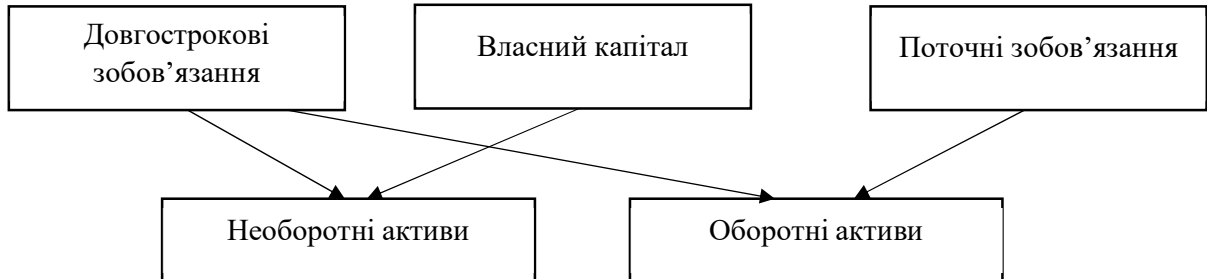 Довгострокові
зобов’язання
Власний капітал
Поточні зобов’язання
Необоротні активи
Оборотні активи